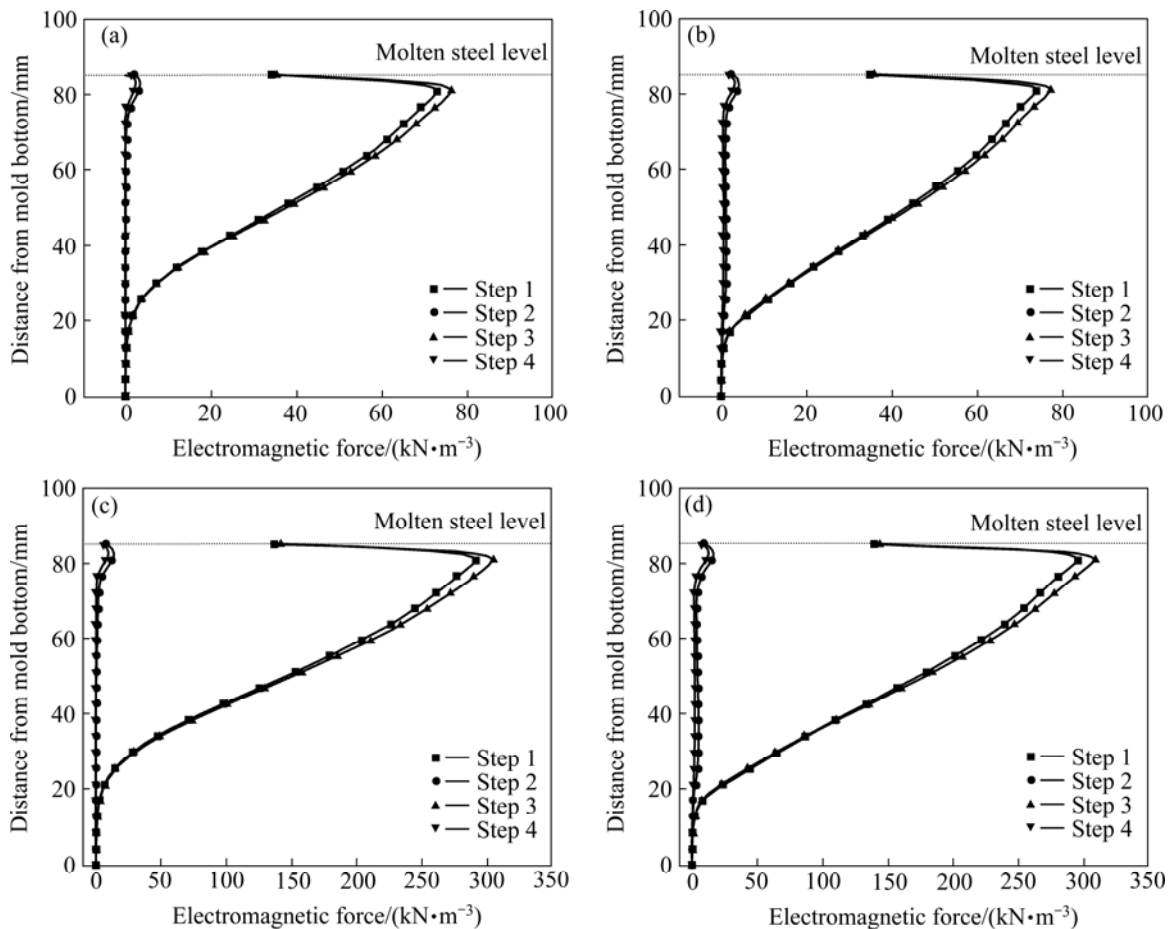 (a)
Molten steel level
Distance from mold bottom/mm
100
80
60
40
20
0
Step 1
Step 2
Step 3
Step 4
0 20 40 60 80 100
Electromagnetic force/(kN•m⁻³)
(b)
Molten steel level
Distance from mold bottom/mm
100
80
60
40
20
0
Step 1
Step 2
Step 3
Step 4
0 20 40 60 80 100
Electromagnetic force/(kN•m⁻³)
(c)
Molten steel level
Distance from mold bottom/mm
100
80
60
40
20
0
Step 1
Step 2
Step 3
Step 4
0 50 100 150 200 250 300 350
Electromagnetic force/(kN•m⁻³)
(d)
Molten steel level
Distance from mold bottom/mm
100
80
60
40
20
0
Step 1
Step 2
Step 3
Step 4
0 50 100 150 200 250 300 350
Electromagnetic force/(kN•m⁻³)